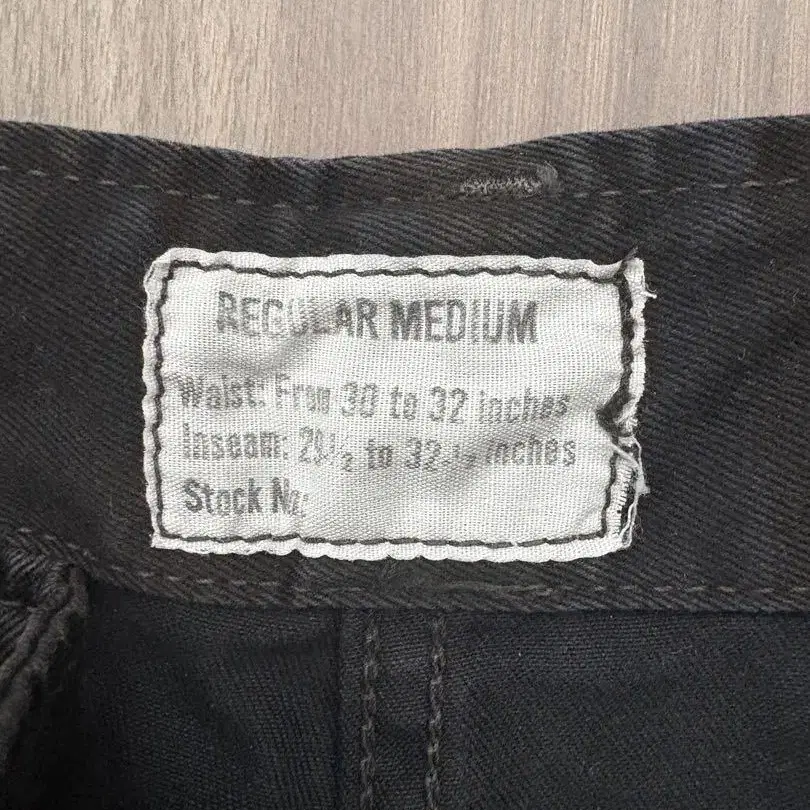 REGULAR MEDIUM
Waist: From 30 to 32 inches
Inseam: 29½ to 32½ inches
Stock No: